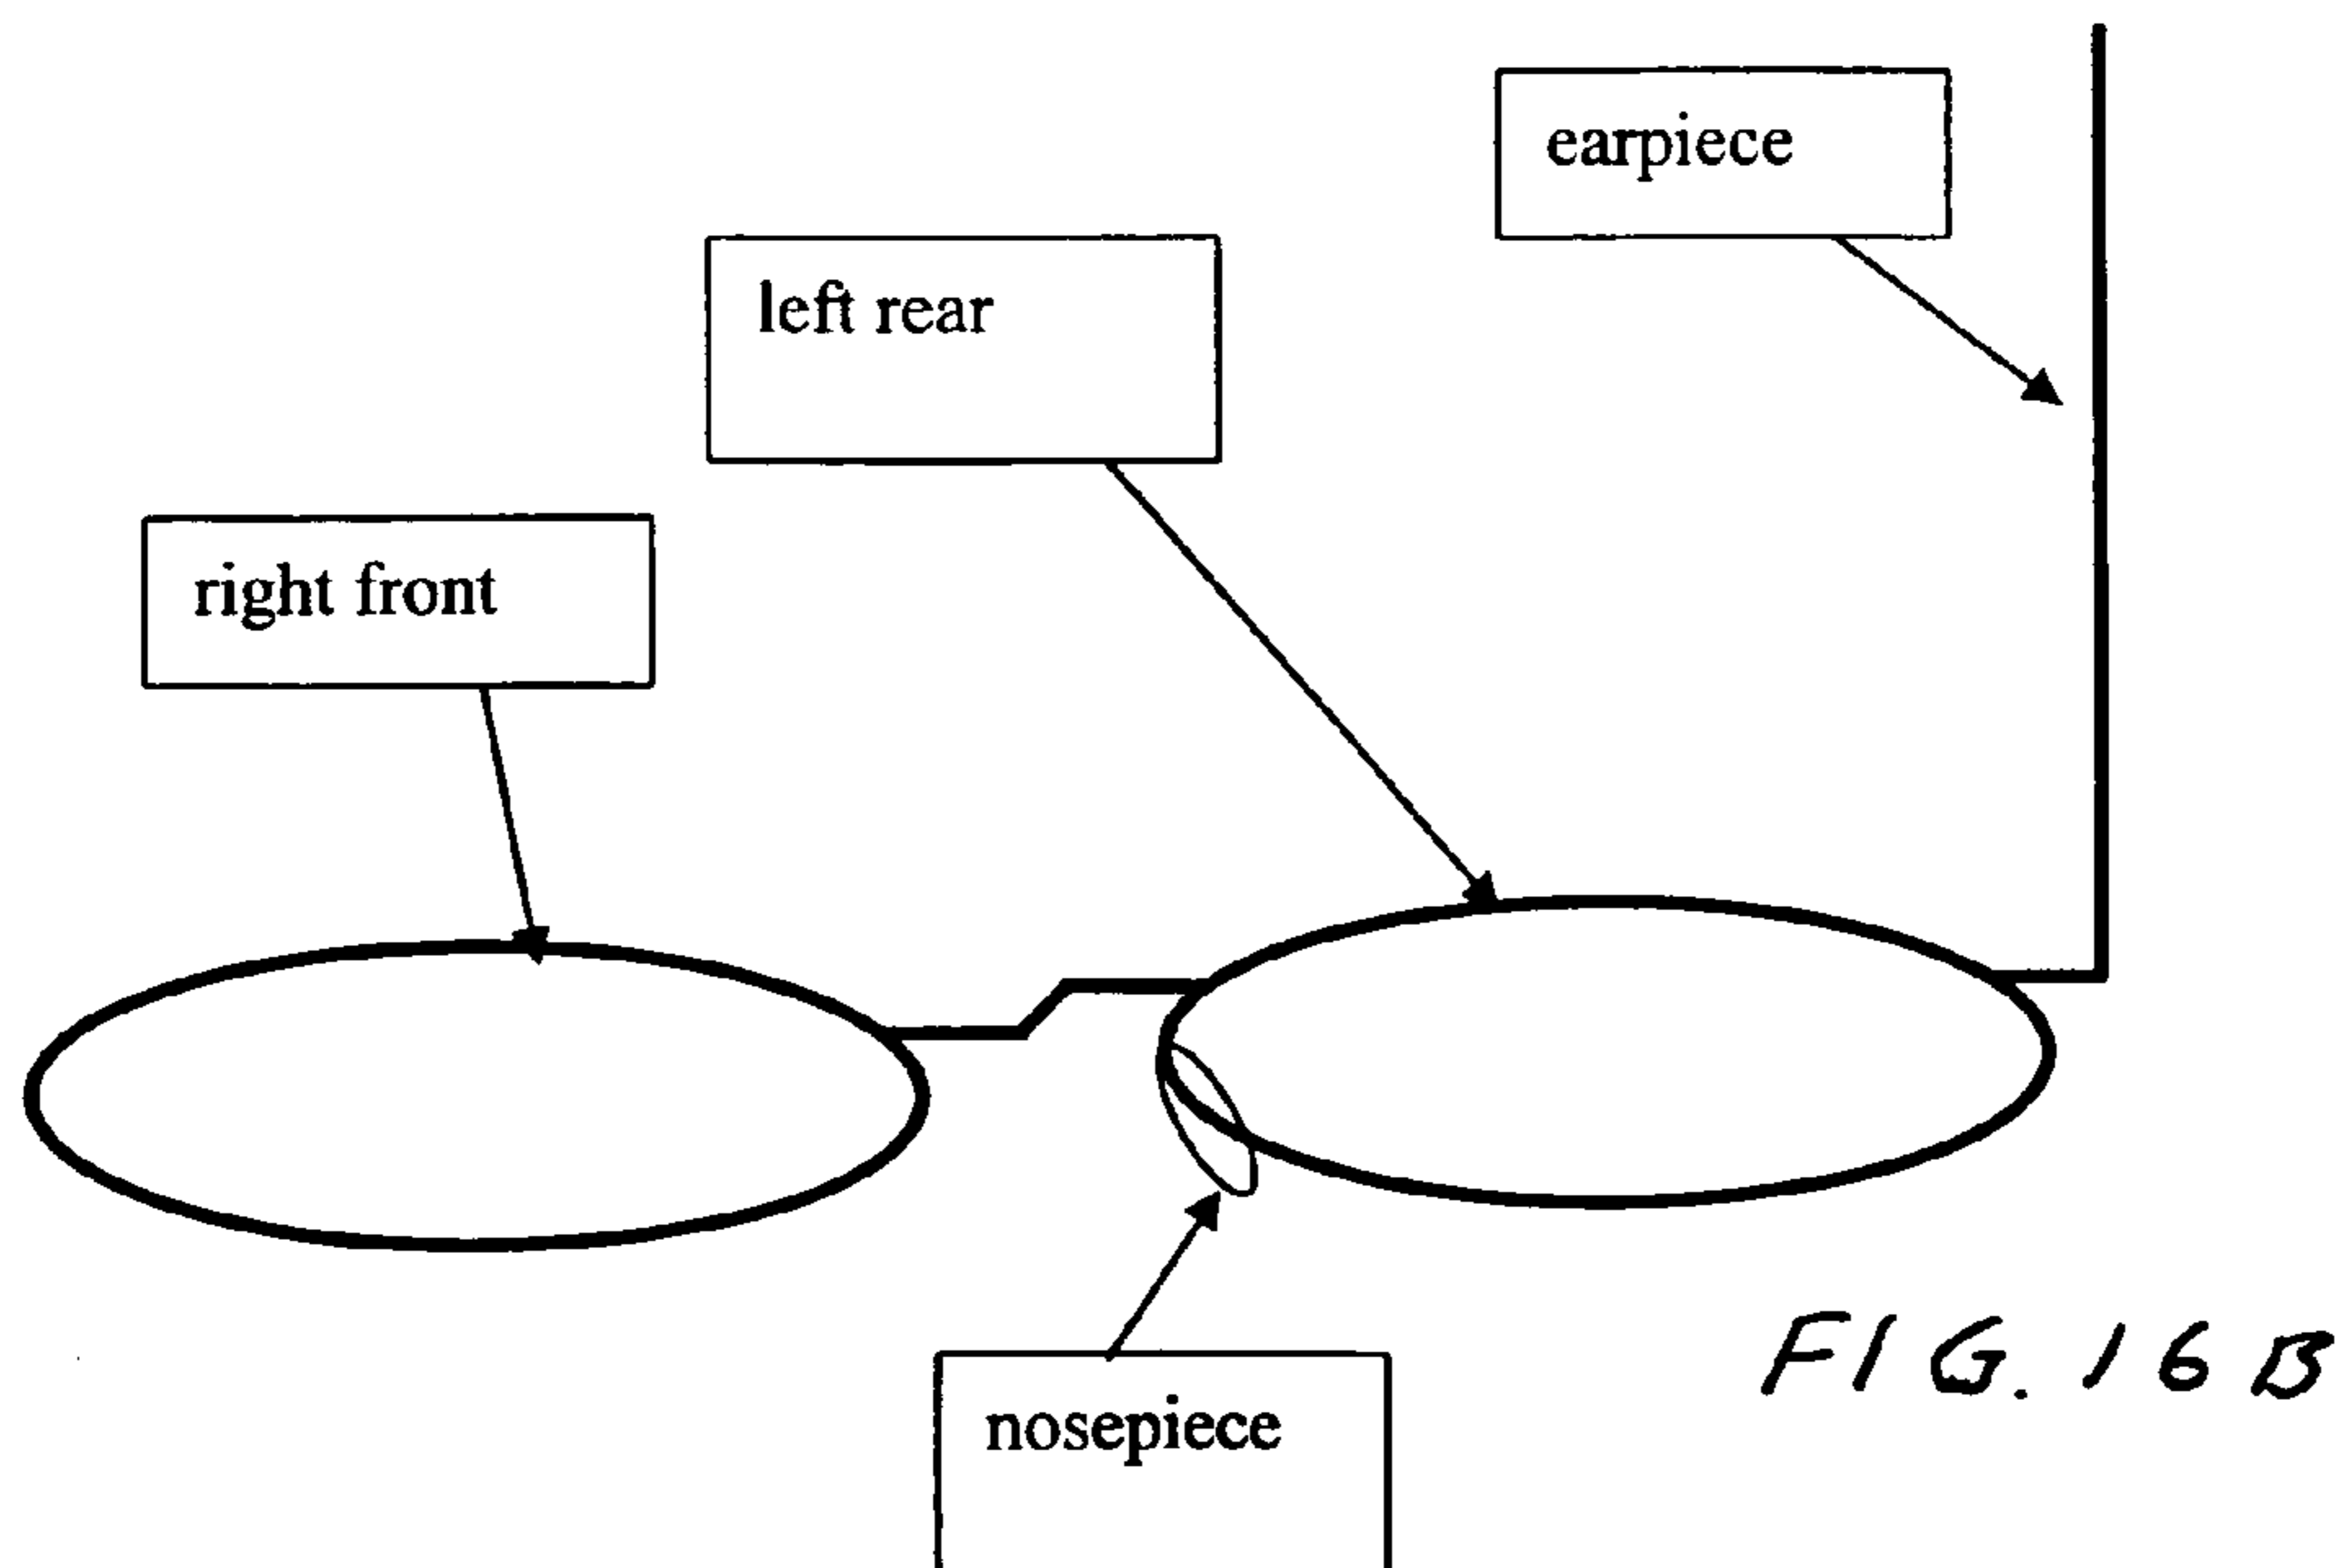 earpiece
left rear
right front
nosepiece
FIG. 16B